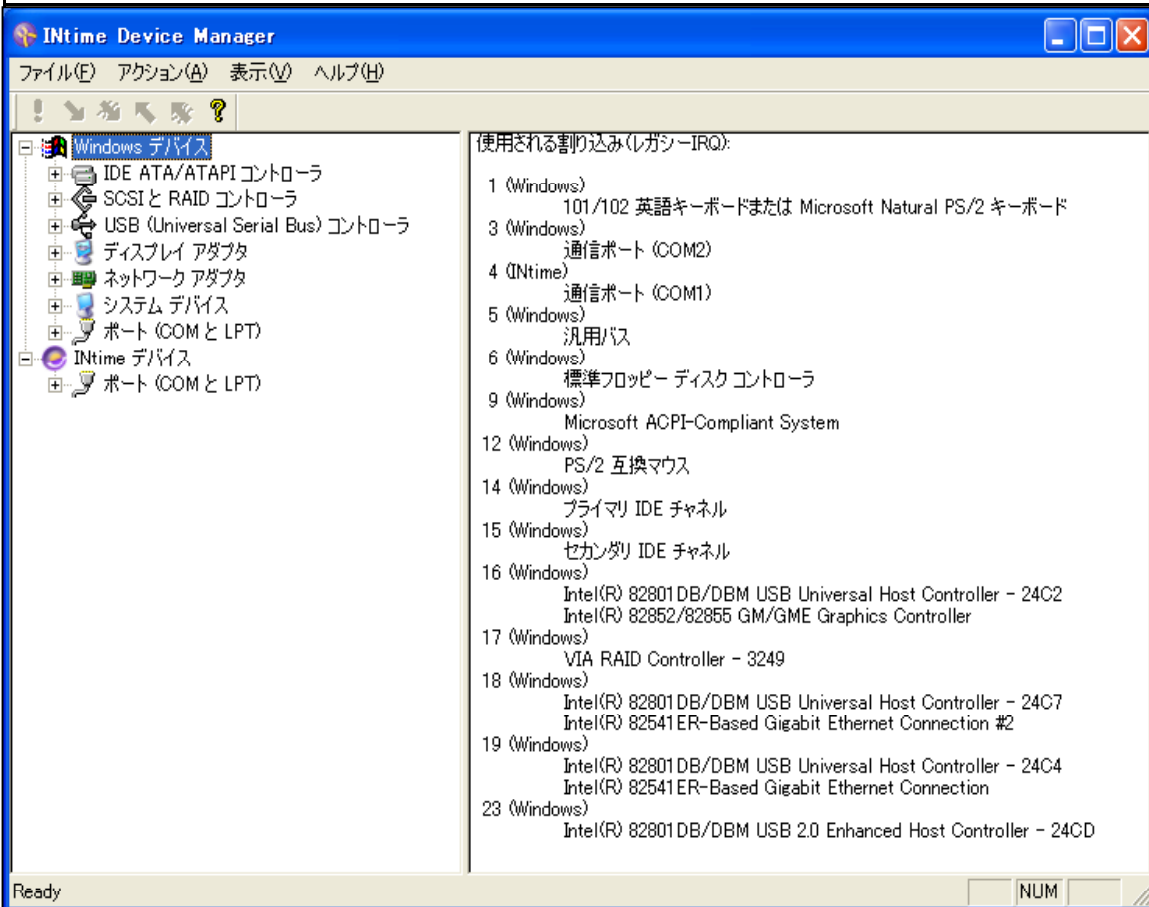 INtime Device Manager
ファイル(F) アクション(A) 表示(V) ヘルプ(H)
Windows デバイス
IDE ATA/ATAPI コントローラ
SCSI と RAID コントローラ
USB (Universal Serial Bus) コントローラ
ディスプレイ アダプタ
ネットワーク アダプタ
システム デバイス
ポート (COM と LPT)
INtime デバイス
ポート (COM と LPT)
使用される割り込み(レガシーIRQ):
1 (Windows)
101/102 英語キーボードまたは Microsoft Natural PS/2 キーボード
3 (Windows)
通信ポート (COM2)
4 (INtime)
通信ポート (COM1)
5 (Windows)
汎用バス
6 (Windows)
標準フロッピー ディスク コントローラ
9 (Windows)
Microsoft ACPI-Compliant System
12 (Windows)
PS/2 互換マウス
14 (Windows)
プライマリ IDE チャネル
15 (Windows)
セカンダリ IDE チャネル
16 (Windows)
Intel(R) 82801DB/DBM USB Universal Host Controller - 24C2
Intel(R) 82852/82855 GM/GME Graphics Controller
17 (Windows)
VIA RAID Controller - 3249
18 (Windows)
Intel(R) 82801DB/DBM USB Universal Host Controller - 24C7
Intel(R) 82541ER-Based Gigabit Ethernet Connection #2
19 (Windows)
Intel(R) 82801DB/DBM USB Universal Host Controller - 24C4
Intel(R) 82541ER-Based Gigabit Ethernet Connection
23 (Windows)
Intel(R) 82801DB/DBM USB 2.0 Enhanced Host Controller - 24CD
Ready
NUM